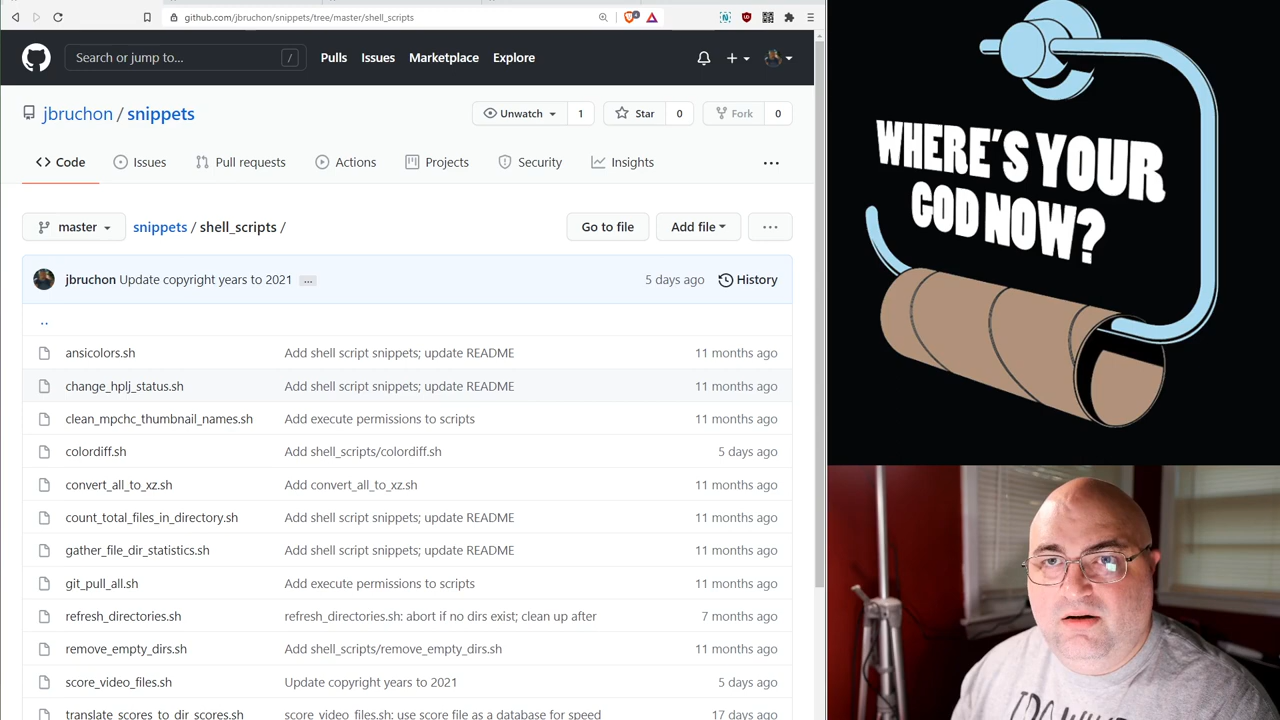 github.com/jbruchon/snippets/tree/master/shell_scripts
Search or jump to... /
Pulls Issues Marketplace Explore
jbruchon / snippets
Unwatch 1 Star 0 Fork 0
Code Issues Pull requests Actions Projects Security Insights
master snippets / shell_scripts / Go to file Add file
jbruchon Update copyright years to 2021 5 days ago History
..
ansicolors.sh Add shell script snippets; update README 11 months ago
change_hplj_status.sh Add shell script snippets; update README 11 months ago
clean_mpchc_thumbnail_names.sh Add execute permissions to scripts 11 months ago
colordiff.sh Add shell_scripts/colordiff.sh 5 days ago
convert_all_to_xz.sh Add convert_all_to_xz.sh 11 months ago
count_total_files_in_directory.sh Add shell script snippets; update README 11 months ago
gather_file_dir_statistics.sh Add shell script snippets; update README 11 months ago
git_pull_all.sh Add execute permissions to scripts 11 months ago
refresh_directories.sh refresh_directories.sh: abort if no dirs exist; clean up after 7 months ago
remove_empty_dirs.sh Add shell_scripts/remove_empty_dirs.sh 11 months ago
score_video_files.sh Update copyright years to 2021 5 days ago
translate_scores_to_dir_scores.sh score_video_files.sh: use score file as a database for speed 17 days ago
WHERE'S YOUR
GOD NOW?